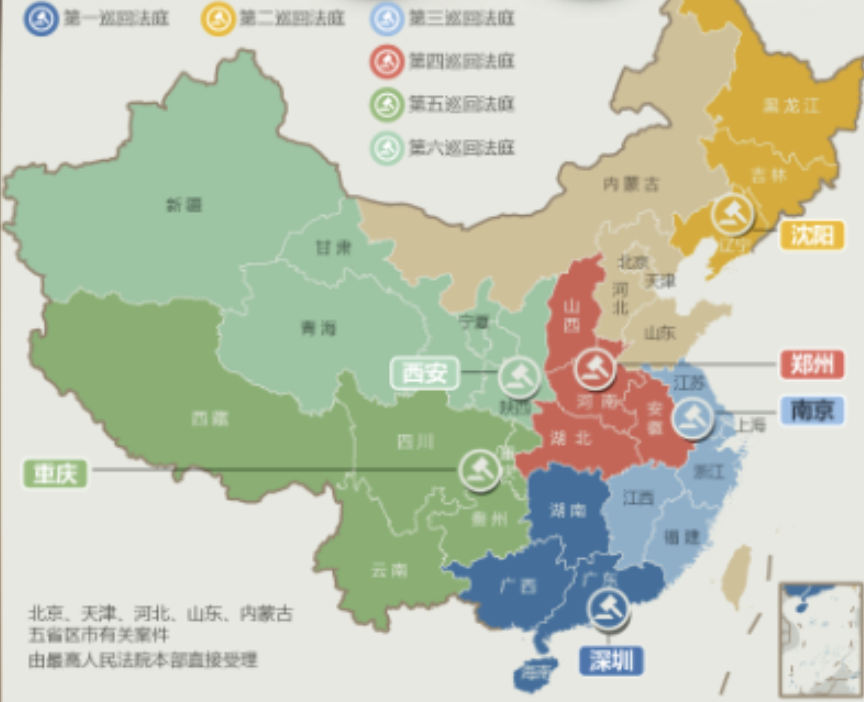 第一巡回法庭
第二巡回法庭
第三巡回法庭
第四巡回法庭
第五巡回法庭
第六巡回法庭
黑龙江
吉林
内蒙古
新疆
辽宁
沈阳
甘肃
北京
天津
河北
山西
青海
宁夏
山东
郑州
西安
江苏
南京
陕西
河南
安徽
上海
西藏
四川
湖北
重庆
重庆
浙江
江西
湖南
贵州
福建
云南
广西
广东
北京、天津、河北、山东、内蒙古
五省区市有关案件
由最高人民法院本部直接受理
深圳
海南